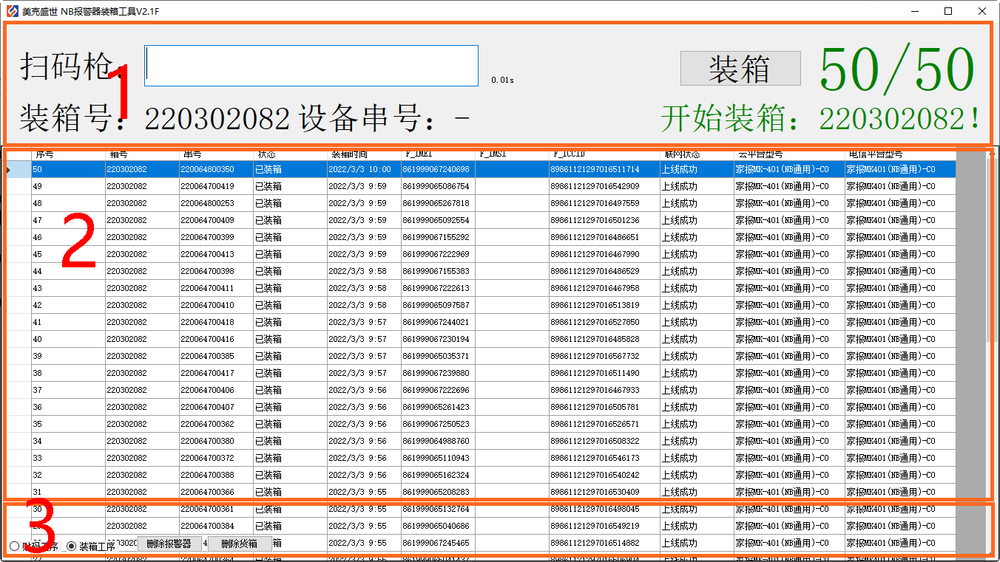 美克盛世 NB报警器装箱工具V2.1F
扫码枪:
1
0.01s
装箱
50/50
装箱号: 220302082 设备串号: -
开始装箱: 220302082!
序号 箱号 串号 状态 装箱时间 F_IMEI F_IMSI F_ICCID 联网状态 云平台型号 电信平台型号
50 220302082 220064800350 已装箱 2022/3/3 10:00 861999067240698 89861121297016511714 上线成功 家报MK-401(NB通用)-C0 家报MK401(NB通用)-C0
49 220302082 220064700419 已装箱 2022/3/3 9:59 861999065086754 89861121297016542909 上线成功 家报MK-401(NB通用)-C0 家报MK401(NB通用)-C0
48 220302082 220064800253 已装箱 2022/3/3 9:59 861999065267818 89861121297016497559 上线成功 家报MK-401(NB通用)-C0 家报MK401(NB通用)-C0
47 220302082 220064700409 已装箱 2022/3/3 9:59 861999065092554 89861121297016501236 上线成功 家报MK-401(NB通用)-C0 家报MK401(NB通用)-C0
46 220302082 220064700399 已装箱 2022/3/3 9:59 861999067155292 89861121297016486651 上线成功 家报MK-401(NB通用)-C0 家报MK401(NB通用)-C0
2
45 220302082 220064700413 已装箱 2022/3/3 9:59 861999067222969 89861121297016467990 上线成功 家报MK-401(NB通用)-C0 家报MK401(NB通用)-C0
44 220302082 220064700398 已装箱 2022/3/3 9:58 861999067155383 89861121297016486529 上线成功 家报MK-401(NB通用)-C0 家报MK401(NB通用)-C0
43 220302082 220064700411 已装箱 2022/3/3 9:58 861999067222613 89861121297016467958 上线成功 家报MK-401(NB通用)-C0 家报MK401(NB通用)-C0
42 220302082 220064700410 已装箱 2022/3/3 9:58 861999065097587 89861121297016513819 上线成功 家报MK-401(NB通用)-C0 家报MK401(NB通用)-C0
41 220302082 220064700418 已装箱 2022/3/3 9:57 861999067244021 89861121297016527850 上线成功 家报MK-401(NB通用)-C0 家报MK401(NB通用)-C0
40 220302082 220064700416 已装箱 2022/3/3 9:57 861999067230194 89861121297016485828 上线成功 家报MK-401(NB通用)-C0 家报MK401(NB通用)-C0
39 220302082 220064700385 已装箱 2022/3/3 9:57 861999065035371 89861121297016567732 上线成功 家报MK-401(NB通用)-C0 家报MK401(NB通用)-C0
38 220302082 220064700417 已装箱 2022/3/3 9:57 861999067239880 89861121297016511490 上线成功 家报MK-401(NB通用)-C0 家报MK401(NB通用)-C0
37 220302082 220064700406 已装箱 2022/3/3 9:56 861999067222696 89861121297016467933 上线成功 家报MK-401(NB通用)-C0 家报MK401(NB通用)-C0
36 220302082 220064700407 已装箱 2022/3/3 9:56 861999065261423 89861121297016505781 上线成功 家报MK-401(NB通用)-C0 家报MK401(NB通用)-C0
35 220302082 220064700362 已装箱 2022/3/3 9:56 861999067250523 89861121297016526571 上线成功 家报MK-401(NB通用)-C0 家报MK401(NB通用)-C0
34 220302082 220064700380 已装箱 2022/3/3 9:56 861999064988760 89861121297016508322 上线成功 家报MK-401(NB通用)-C0 家报MK401(NB通用)-C0
33 220302082 220064700372 已装箱 2022/3/3 9:56 861999065110943 89861121297016546173 上线成功 家报MK-401(NB通用)-C0 家报MK401(NB通用)-C0
32 220302082 220064700388 已装箱 2022/3/3 9:56 861999065162324 89861121297016540242 上线成功 家报MK-401(NB通用)-C0 家报MK401(NB通用)-C0
31 220302082 220064700366 已装箱 2022/3/3 9:55 861999065208283 89861121297016530409 上线成功 家报MK-401(NB通用)-C0 家报MK401(NB通用)-C0
30 220302082 220064700361 已装箱 2022/3/3 9:55 861999065132764 89861121297016498045 上线成功 家报MK-401(NB通用)-C0 家报MK401(NB通用)-C0
3
220302082 220064700384 已装箱 2022/3/3 9:55 861999065040686 89861121297016549219 上线成功 家报MK-401(NB通用)-C0 家报MK401(NB通用)-C0
2022/3/3 9:55 861999067245465 89861121297016514882 上线成功 家报MK-401(NB通用)-C0 家报MK401(NB通用)-C0
装箱工序 删除报警器 删除货箱